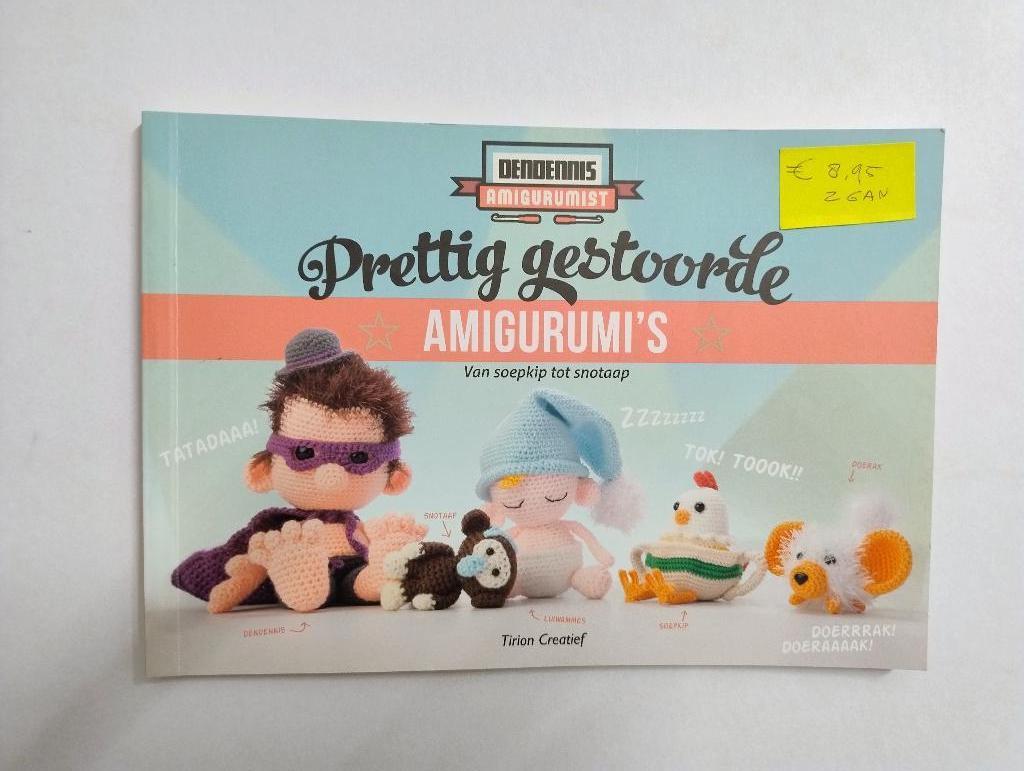 DENDENNIS
AMIGURUMIST
€ 8,95
ZGAN
Prettig gestoorde
AMIGURUMI'S
Van soepkip tot snotaap
TATADAAA!
ZZzzzzzz
TOK! TOOOK!!
DOERAK
SNOTAAP
DENDENNIS
LUIWAMMES
SOEPKIP
DOERRRAK!
DOERAAAAK!
Tirion Creatief